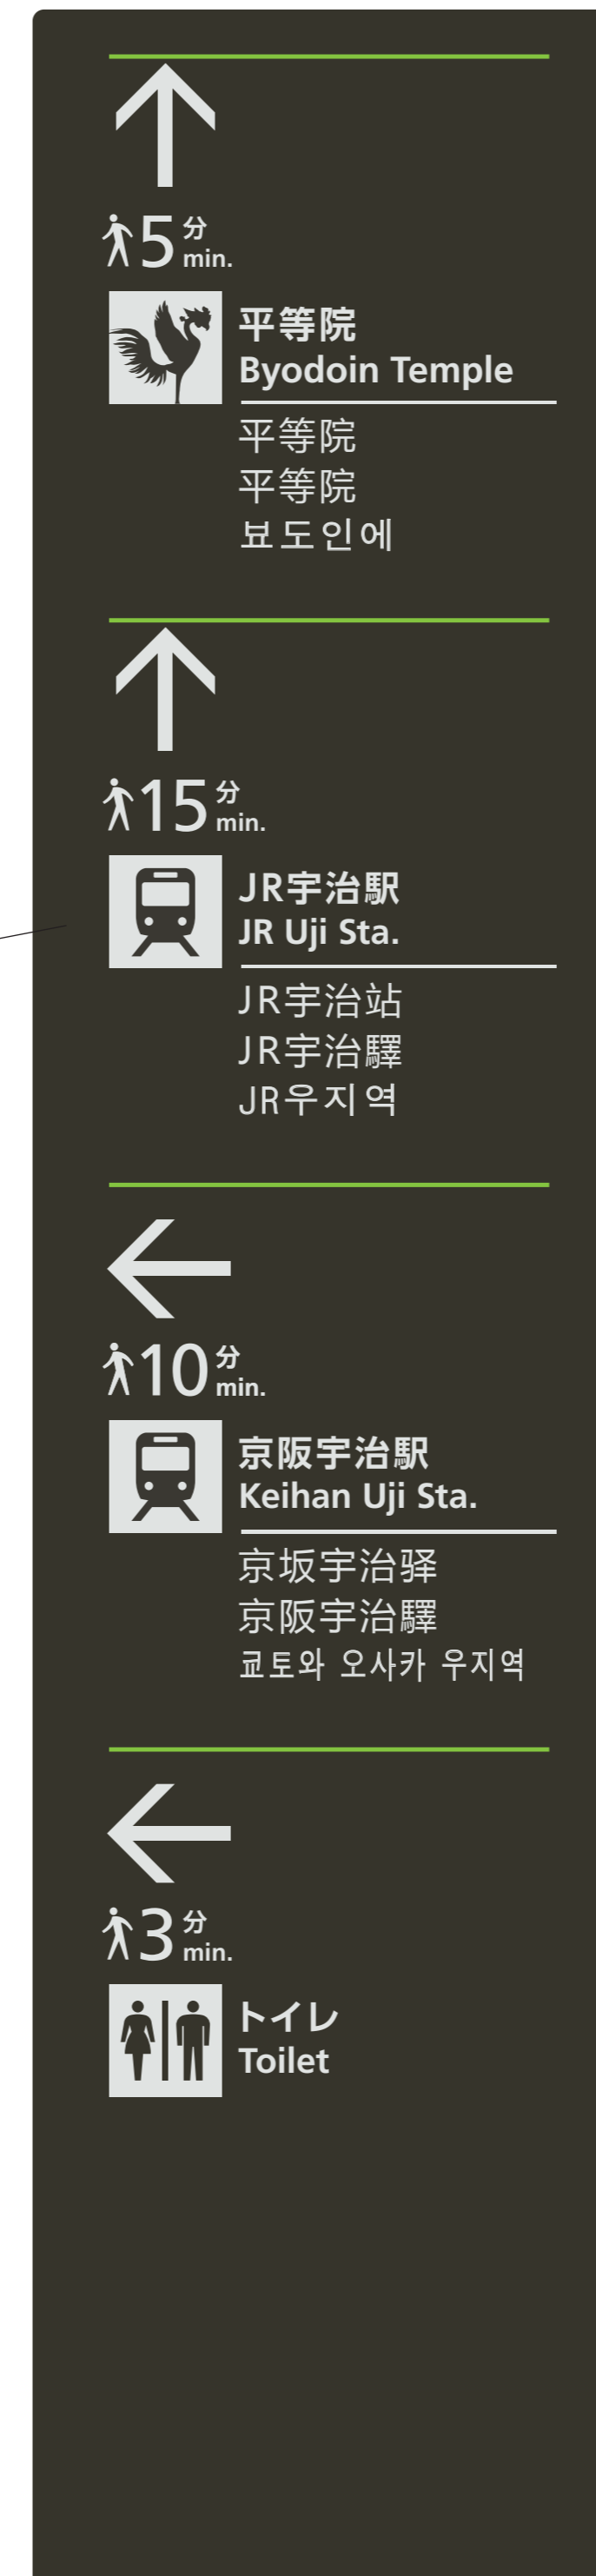 5分
min.
平等院
Byodoin Temple
平等院
平等院
뵤도인에
15分
min.
JR宇治駅
JR Uji Sta.
JR宇治站
JR宇治驛
JR우지역
10分
min.
京阪宇治駅
Keihan Uji Sta.
京坂宇治驿
京阪宇治驛
쿄토와 오사카 우지역
3分
min.
トイレ
Toilet